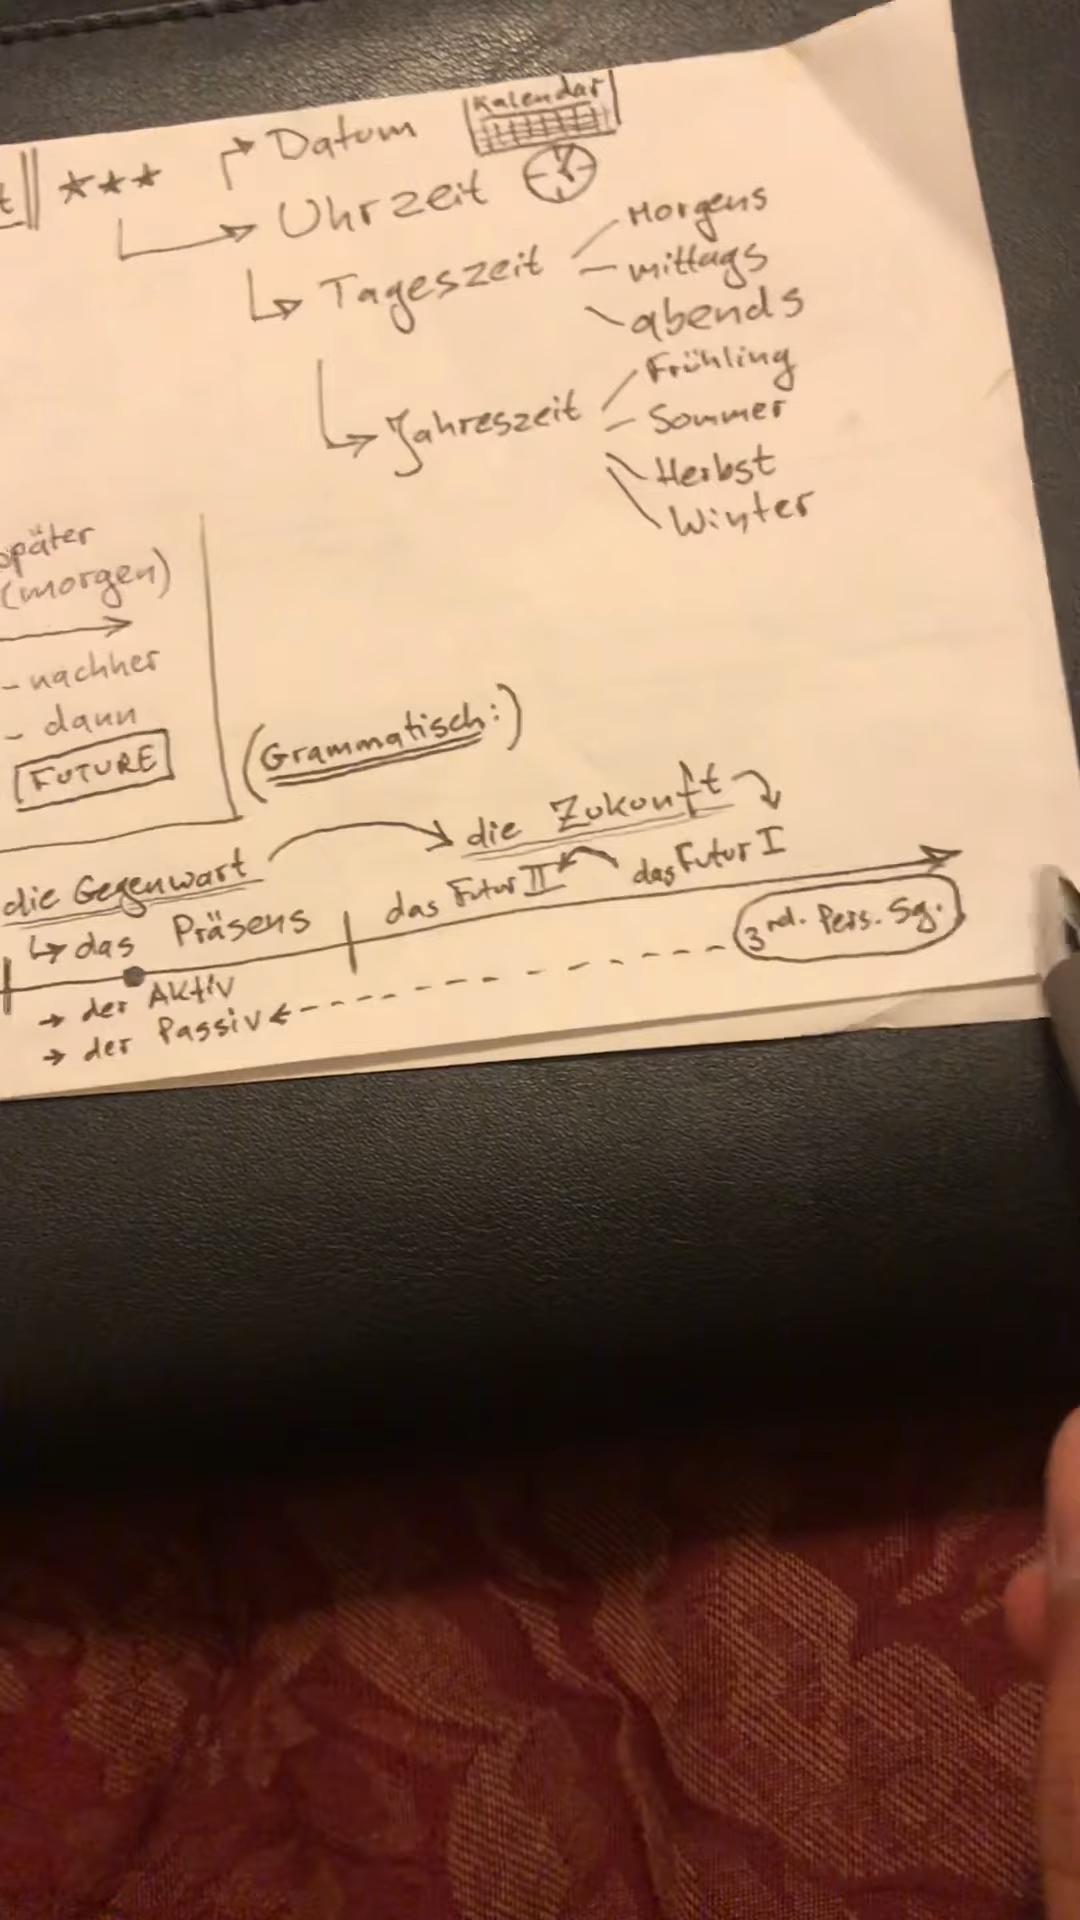 Kalendar
t
*** Datum
Uhrzeit
Tageszeit
Morgens
mittags
abends
Jahreszeit
Frühling
Sommer
Herbst
Winter
später
(morgen)
- nachher
- dann
FUTURE
(Grammatisch:)
die Gegenwart
die Zukunft
das Präsens
das Futur II
das Futur I
3rd. Pers. Sg.
der Aktiv
der Passiv